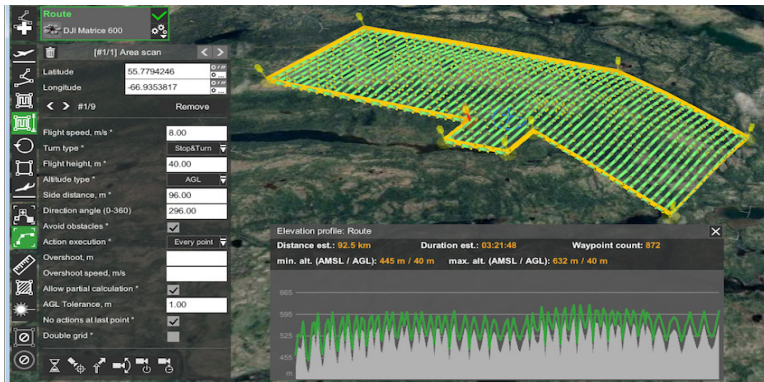 Route
DJI Matrice 600
[#1/1] Area scan
Latitude 55.7794246
Longitude -66.9353817
#1/9 Remove
Flight speed, m/s * 8.00
Turn type * Stop&Turn
Flight height, m * 40.00
Altitude type * AGL
Side distance, m * 96.00
Direction angle (0-360) 296.00
Avoid obstacles *
Action execution * Every point
Overshoot, m
Overshoot speed, m/s
Allow partial calculation *
AGL Tolerance, m 1.00
No actions at last point *
Double grid *
Elevation profile: Route
Distance est.: 92.5 km Duration est.: 03:21:48 Waypoint count: 872
min. alt. (AMSL / AGL): 445 m / 40 m max. alt. (AMSL / AGL): 632 m / 40 m
665
595
525
455
m